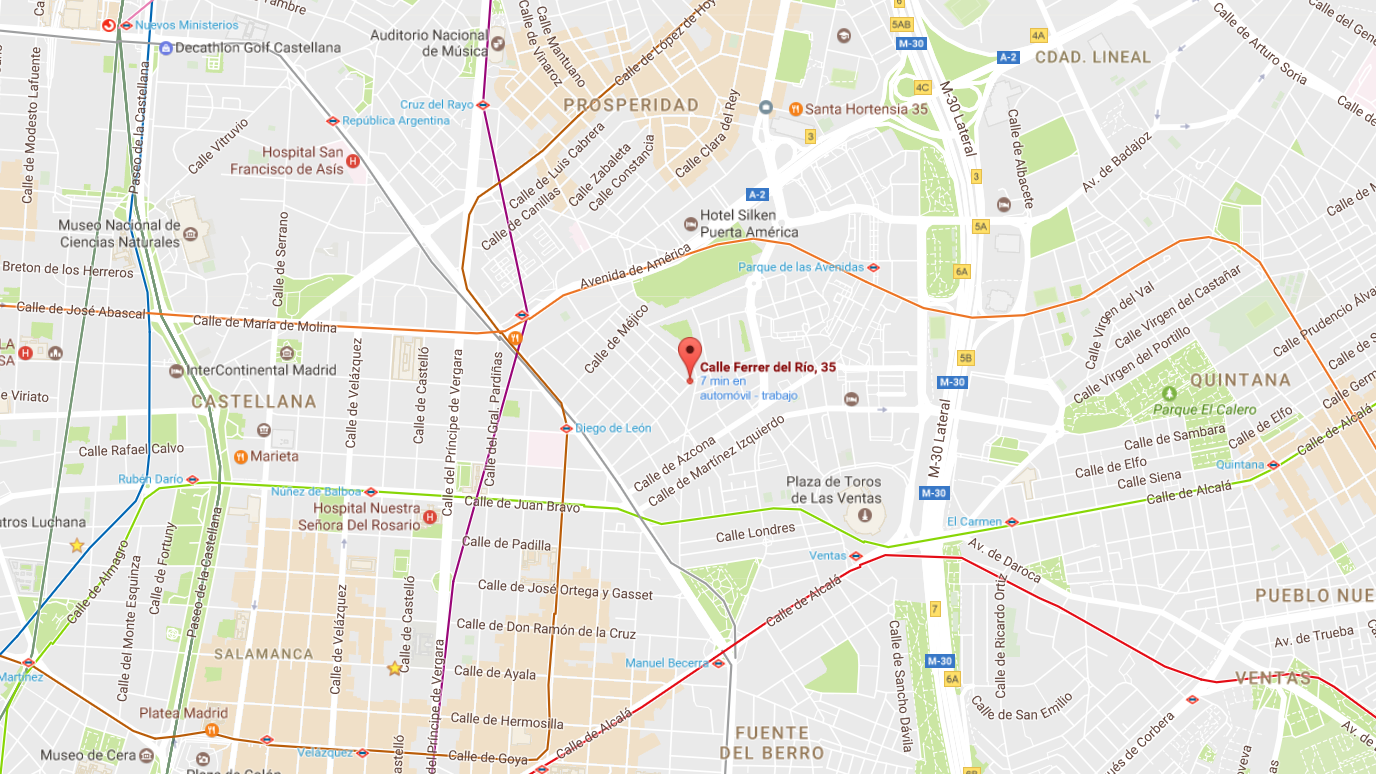 Nuevos Ministerios
Decathlon Golf Castellana
Auditorio Nacional
de Música
Calle de Vinaroz
Calle Mantuano
Calle de López de Hoy
5AB
M-30
6
4A
A-2
CDAD. LINEAL
Calle de Arturo Soria
Calle de Modesto Lafuente
Paseo de la Castellana
Cruz del Rayo
PROSPERIDAD
4C
Santa Hortensia 35
República Argentina
Calle Vitruvio
Hospital San
Francisco de Asís
Calle de Luis Cabrera
Calle Zabaleta
Calle Constancia
Calle Clara del Rey
3
M-30 Lateral
Calle de Albacete
Av. de Badajoz
3
A-2
Calle de Canillas
Hotel Silken
Puerta América
5A
Museo Nacional de
Ciencias Naturales
Calle de Serrano
Breton de los Herreros
Avenida de América
Parque de las Avenidas
6A
Calle de José Abascal
Calle de María de Molina
Calle de Méjico
Calle Virgen del Val
Calle Virgen del Castañar
Calle Virgen del Portillo
Calle Prudencio Álva
LA
SA
InterContinental Madrid
Calle de Velázquez
Calle de Castelló
Calle del Príncipe de Vergara
Calle del Gral. Pardiñas
Calle Ferrer del Río, 35
7 min en
automóvil - trabajo
5B
M-30
QUINTANA
e Viriato
CASTELLANA
Parque El Calero
Calle Germ
Calle Rafael Calvo
Marieta
Diego de León
Calle de Azcona
Calle de Martínez Izquierdo
M-30 Lateral
Calle de Sambara
Calle de Elfo
Calle de Alcalá
Calle de Elfo
Quintana
Calle Siena
Calle de Alcalá
Rubén Darío
Núñez de Balboa
Calle de Juan Bravo
Plaza de Toros
de Las Ventas
M-30
Hospital Nuestra
Señora Del Rosario
tros Luchana
El Carmen
Calle Londres
Ventas
Calle de Padilla
Av. de Daroca
Calle de Almagro
Calle de Fortuny
Paseo de la Castellana
Calle del Monte Esquinza
Calle de Velázquez
Calle de Castelló
Calle de José Ortega y Gasset
Calle de Alcalá
7
Calle de Ricardo Ortiz
PUEBLO NUE
Calle de Don Ramón de la Cruz
Av. de Trueba
SALAMANCA
Príncipe de Vergara
Manuel Becerra
M-30
Martínez
Calle de Ayala
6A
VENTAS
Calle de Sancho Dávila
Calle de San Emilio
Platea Madrid
Calle de Hermosilla
Calle de Alcalá
FUENTE
DEL BERRO
Museo de Cera
Velázquez
Calle de Goya
6B